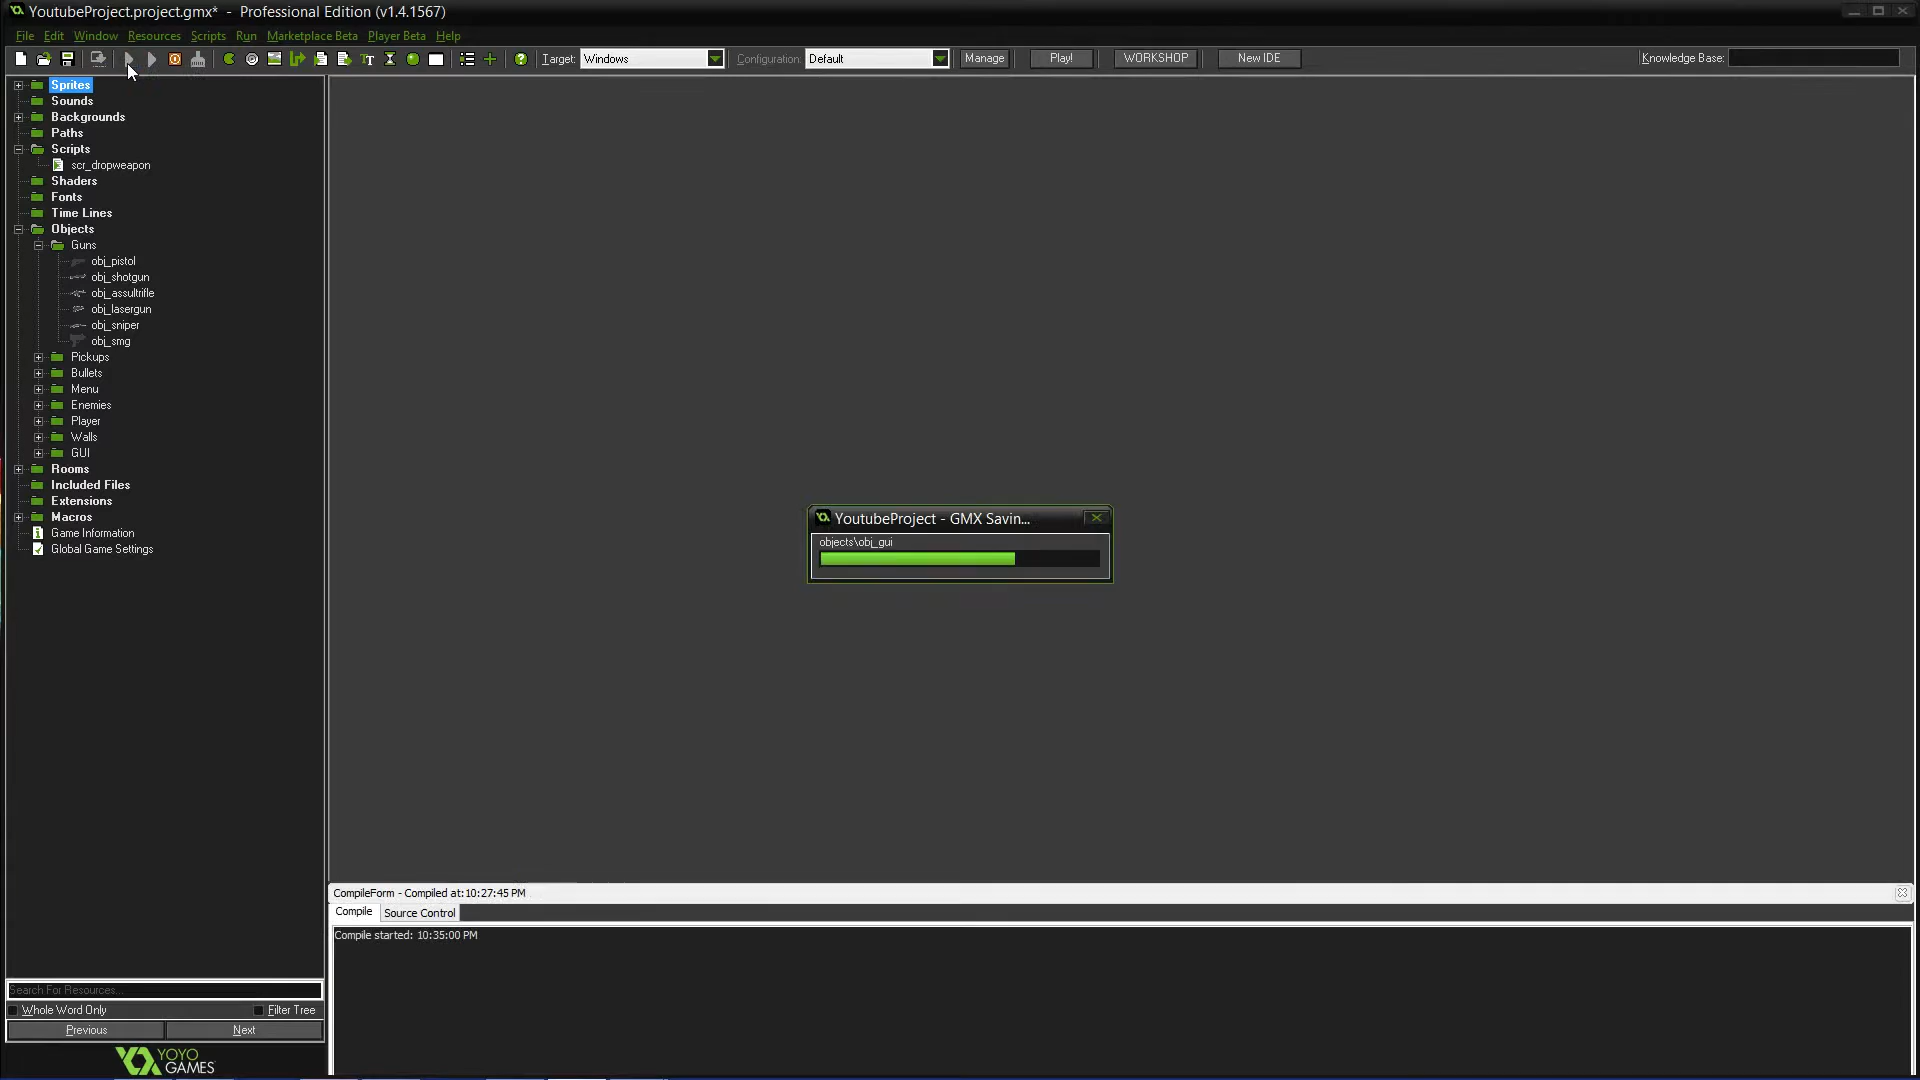 YoutubeProject.project.gmx* - Professional Edition (v1.4.1567)
File Edit Window Resources Scripts Run Marketplace Beta Player Beta Help
Target: Windows Configuration: Default Manage Play! WORKSHOP New IDE Knowledge Base:
Sprites
Sounds
Backgrounds
Paths
Scripts
scr_dropweapon
Shaders
Fonts
Time Lines
Objects
Guns
obj_pistol
obj_shotgun
obj_assultrifle
obj_lasergun
obj_sniper
obj_smg
Pickups
Bullets
Menu
Enemies
Player
Walls
GUI
Rooms
Included Files
Extensions
Macros
Game Information
Global Game Settings
YoutubeProject - GMX Savin...
objects\obj_gui
CompileForm - Compiled at:10:27:45 PM
Compile Source Control
Compile started: 10:35:00 PM
Search For Resources...
Whole Word Only Filter Tree
Previous Next
YOYO
GAMES